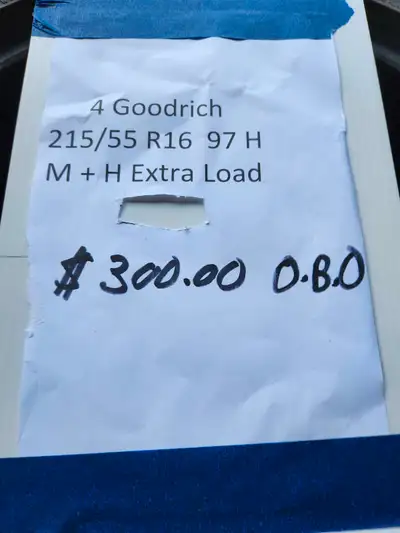 4 Goodrich
215/55 R16 97 H
M + H Extra Load
$ 300.00 O.B.O